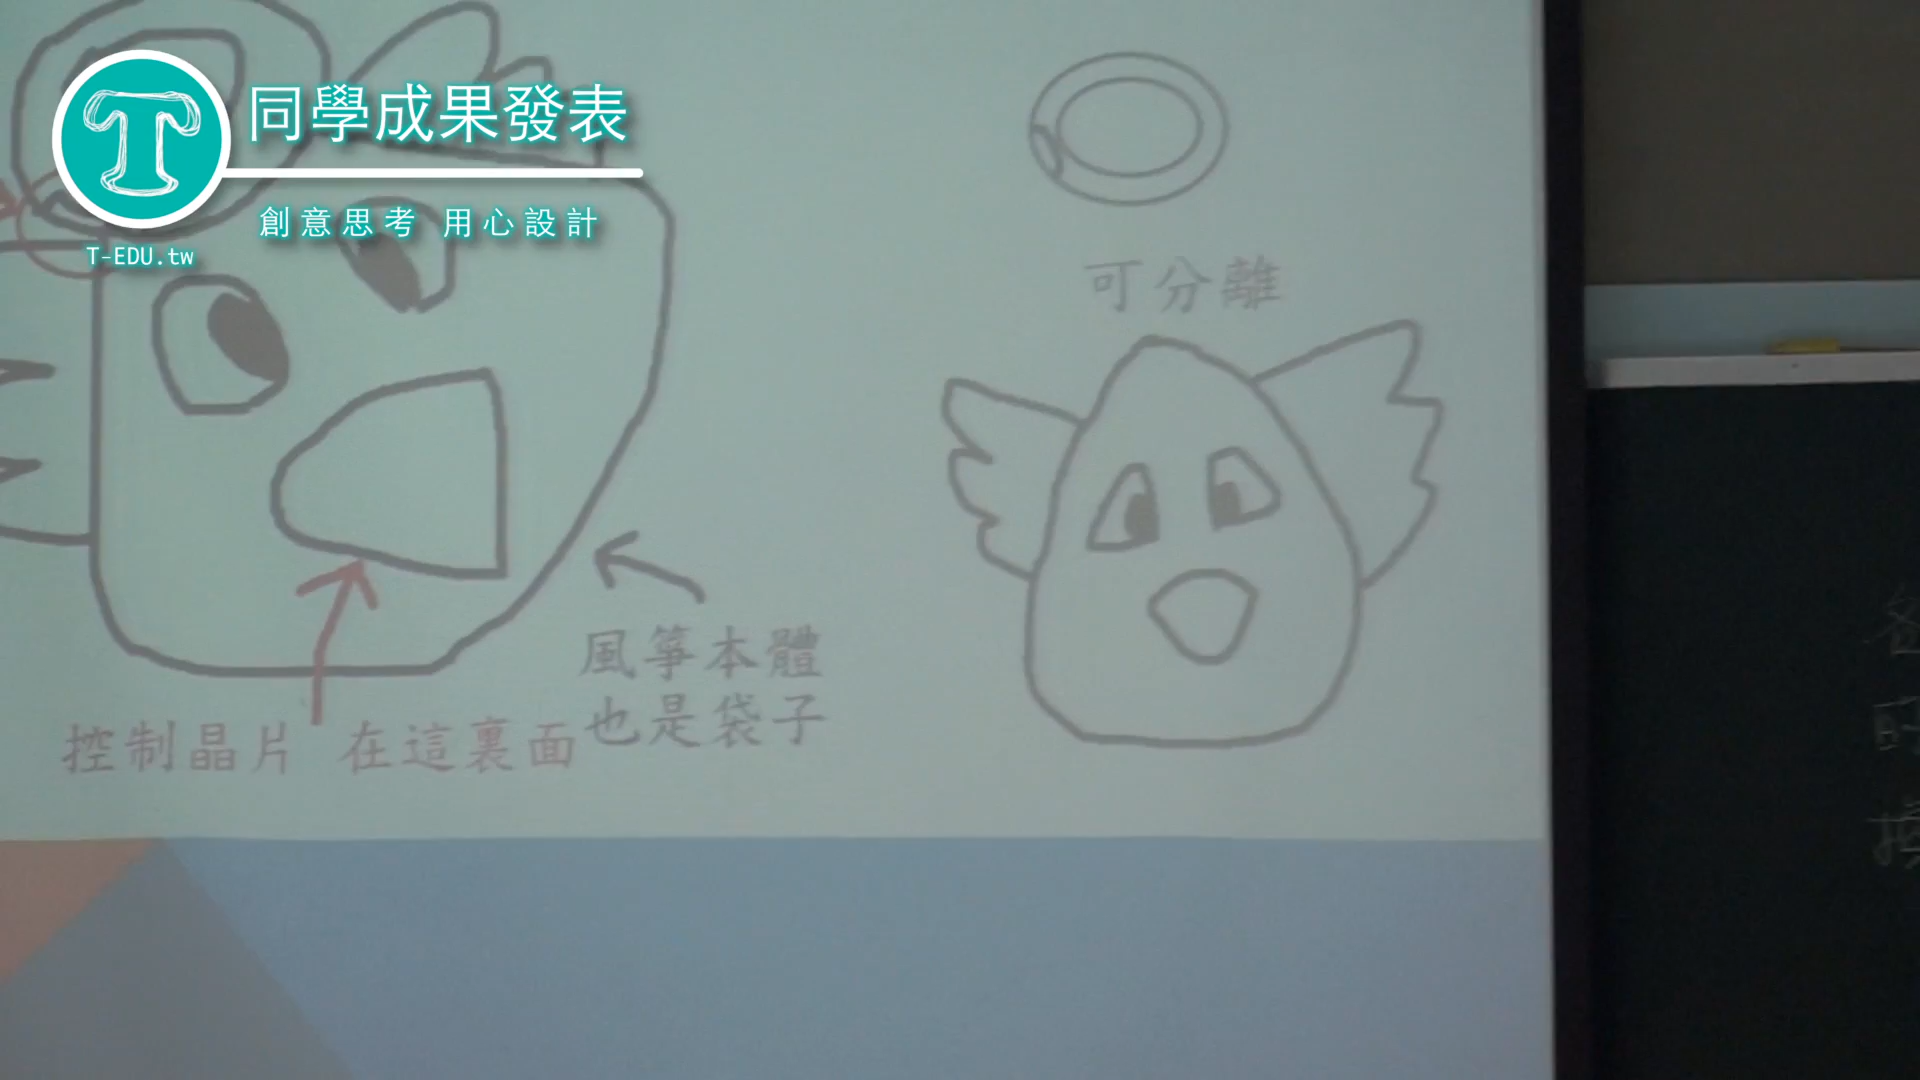 同學成果發表
創意思考 用心設計
T-EDU.tw
可分離
風箏本體
也是袋子
控制晶片 在這裏面